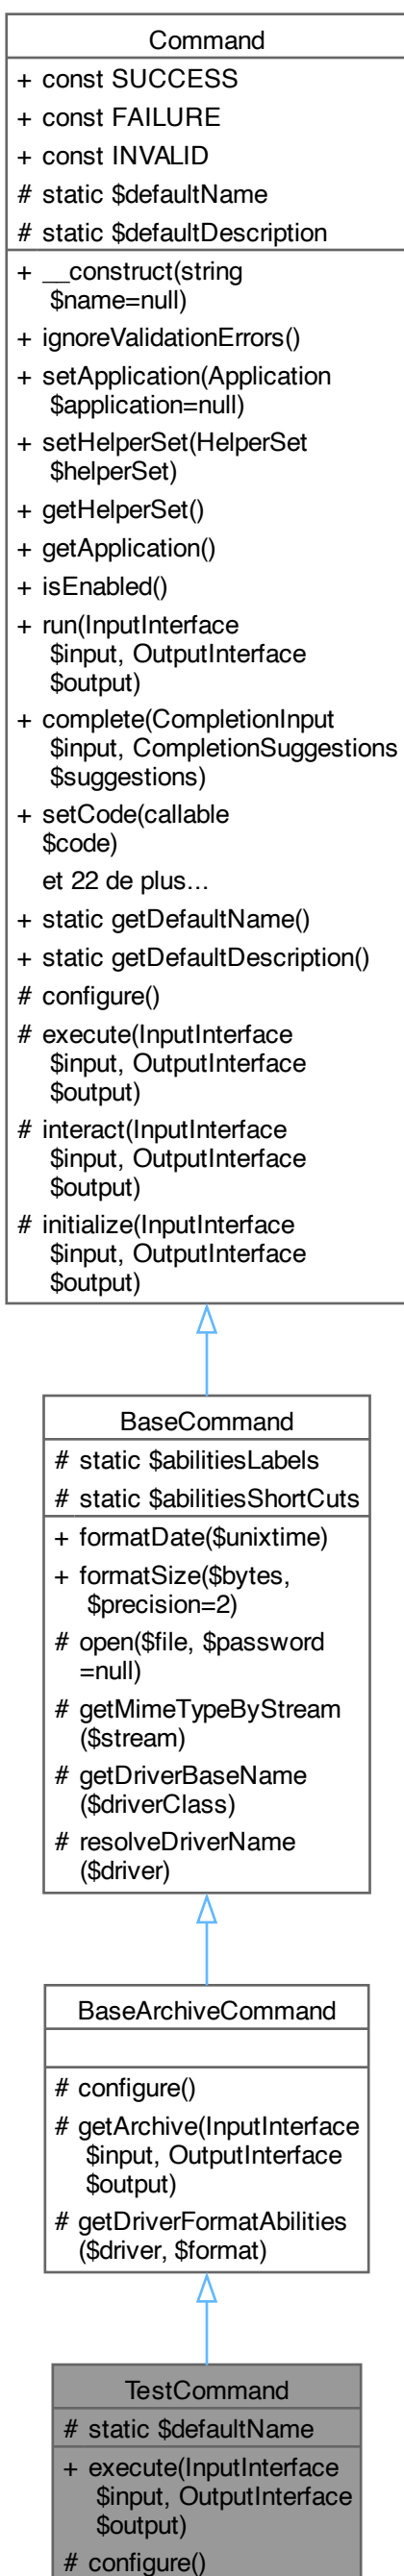 Command
+ const SUCCESS
+ const FAILURE
+ const INVALID
# static $defaultName
# static $defaultDescription
+ __construct(string
$name=null)
+ ignoreValidationErrors()
+ setApplication(Application
$application=null)
+ setHelperSet(HelperSet
$helperSet)
+ getHelperSet()
+ getApplication()
+ isEnabled()
+ run(InputInterface
$input, OutputInterface
$output)
+ complete(CompletionInput
$input, CompletionSuggestions
$suggestions)
+ setCode(callable
$code)
et 22 de plus...
+ static getDefaultName()
+ static getDefaultDescription()
# configure()
# execute(InputInterface
$input, OutputInterface
$output)
# interact(InputInterface
$input, OutputInterface
$output)
# initialize(InputInterface
$input, OutputInterface
$output)
BaseCommand
# static $abilitiesLabels
# static $abilitiesShortCuts
+ formatDate($unixtime)
+ formatSize($bytes,
$precision=2)
# open($file, $password
=null)
# getMimeTypeByStream
($stream)
# getDriverBaseName
($driverClass)
# resolveDriverName
($driver)
BaseArchiveCommand
# configure()
# getArchive(InputInterface
$input, OutputInterface
$output)
# getDriverFormatAbilities
($driver, $format)
TestCommand
# static $defaultName
+ execute(InputInterface
$input, OutputInterface
$output)
# configure()